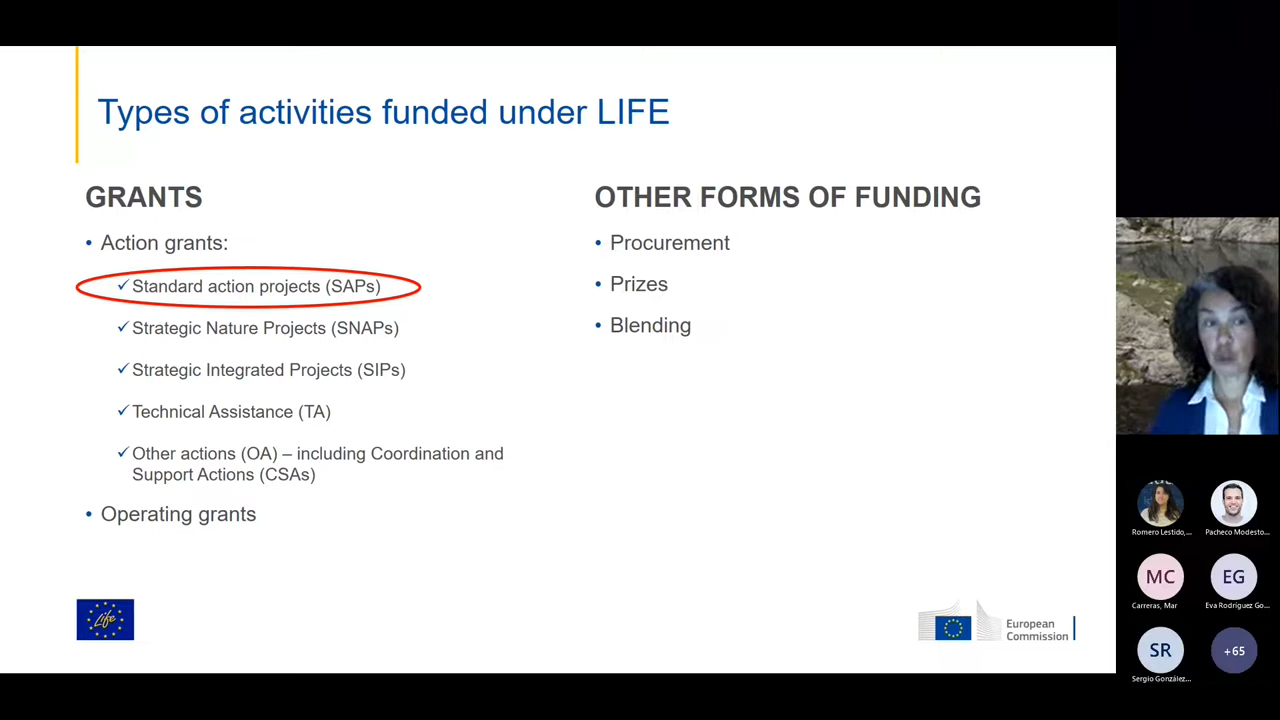 Types of activities funded under LIFE
GRANTS
• Action grants:
✓Standard action projects (SAPs)
✓Strategic Nature Projects (SNAPs)
✓Strategic Integrated Projects (SIPs)
✓Technical Assistance (TA)
✓Other actions (OA) – including Coordination and
Support Actions (CSAs)
• Operating grants
OTHER FORMS OF FUNDING
• Procurement
• Prizes
• Blending
Life
European
Commission
Romero Lestido,...
Pacheco Modesto...
MC
EG
Carreras, Mar
Eva Rodríguez Go...
SR
+65
Sergio González...